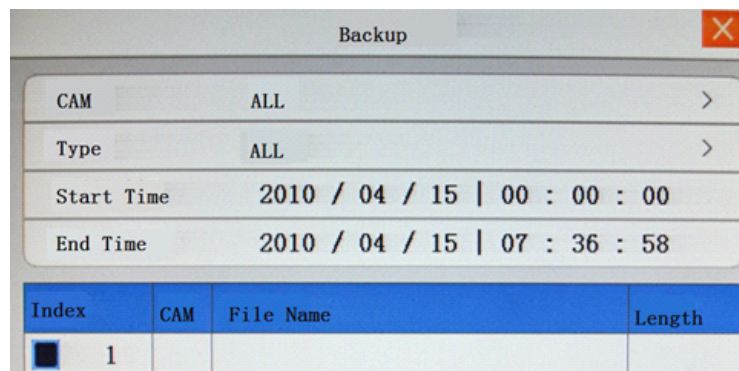 Backup
CAM ALL >
Type ALL >
Start Time 2010 / 04 / 15 | 00 : 00 : 00
End Time 2010 / 04 / 15 | 07 : 36 : 58
Index CAM File Name Length
1